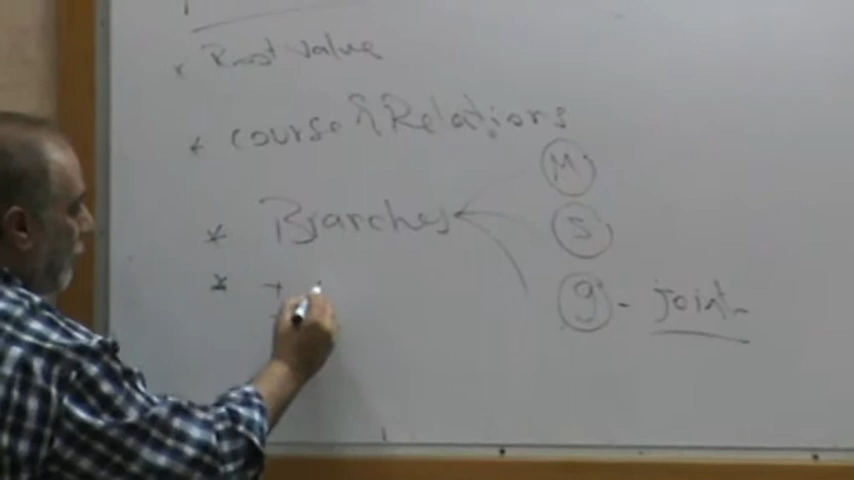 * Root value
* course & Relations
M
* Branches
S
*
g - joint